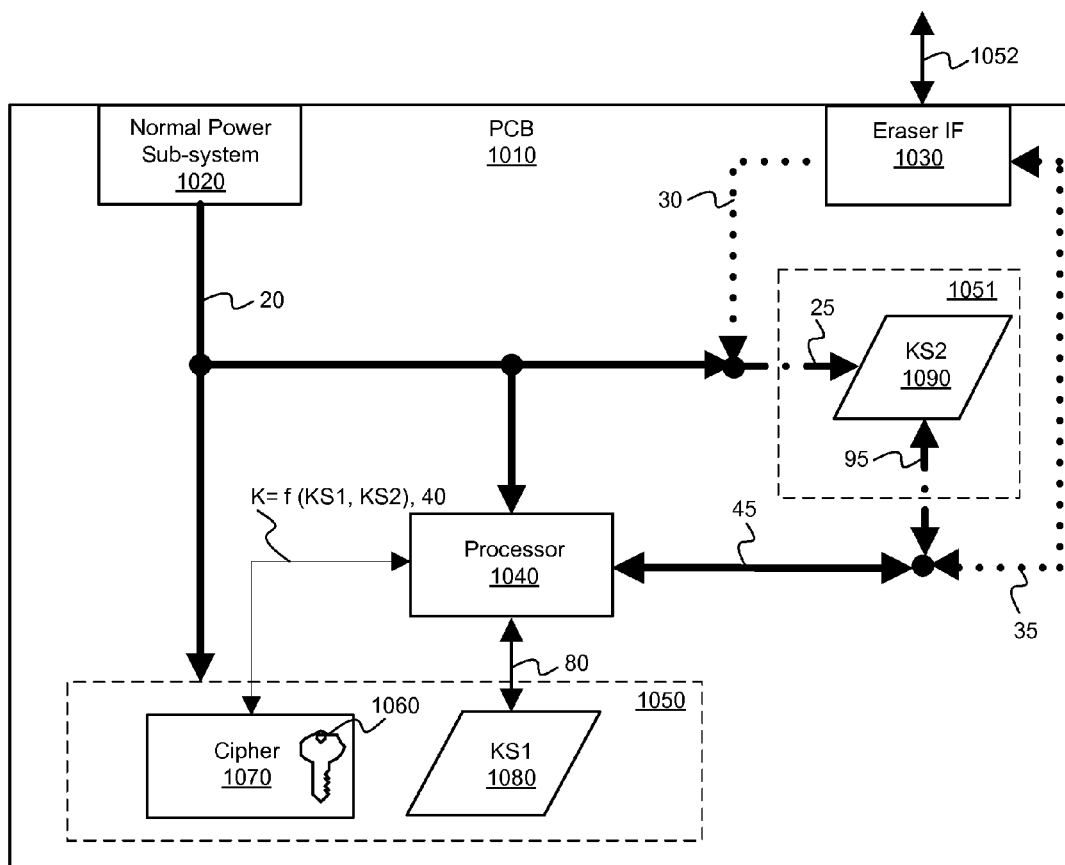 1052
Normal Power
Sub-system
1020
PCB
1010
Eraser IF
1030
30
20
1051
25
KS2
1090
95
K= f (KS1, KS2), 40
45
Processor
1040
35
80
1050
1060
Cipher
1070
KS1
1080